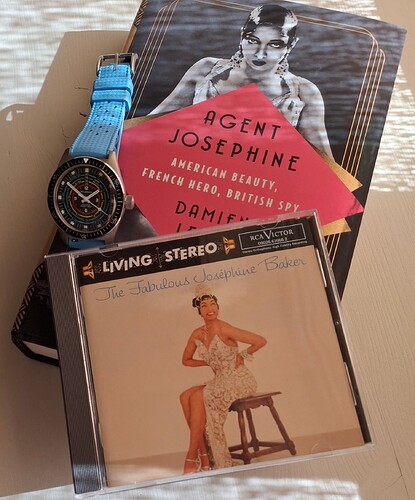 AGENT
JOSEPHINE
AMERICAN BEAUTY,
FRENCH HERO, BRITISH SPY
DAMIEN
LIVING STEREO
RCA VICTOR
The Fabulous Josephine Baker